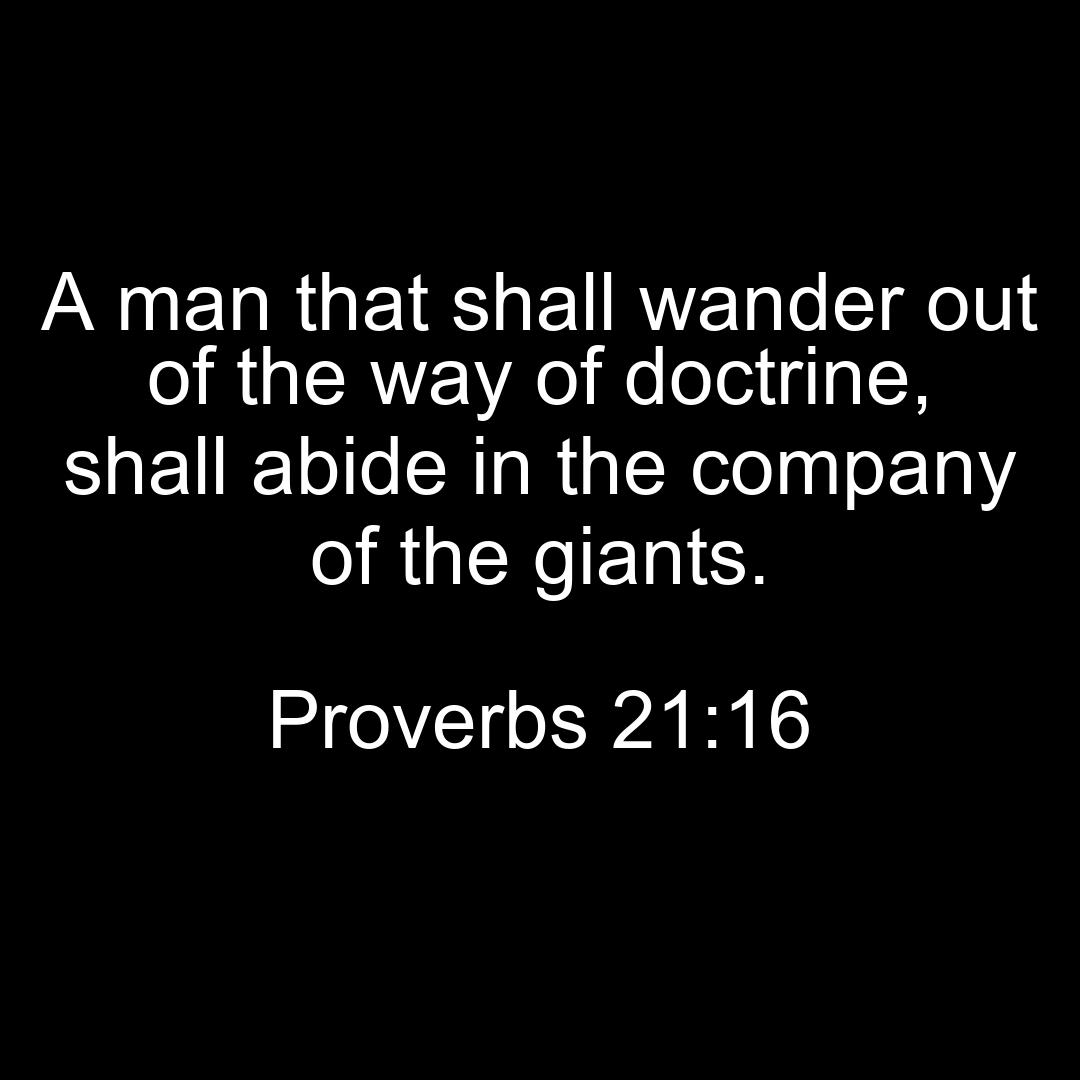 A man that shall wander out
of the way of doctrine,
shall abide in the company
of the giants.
Proverbs 21:16